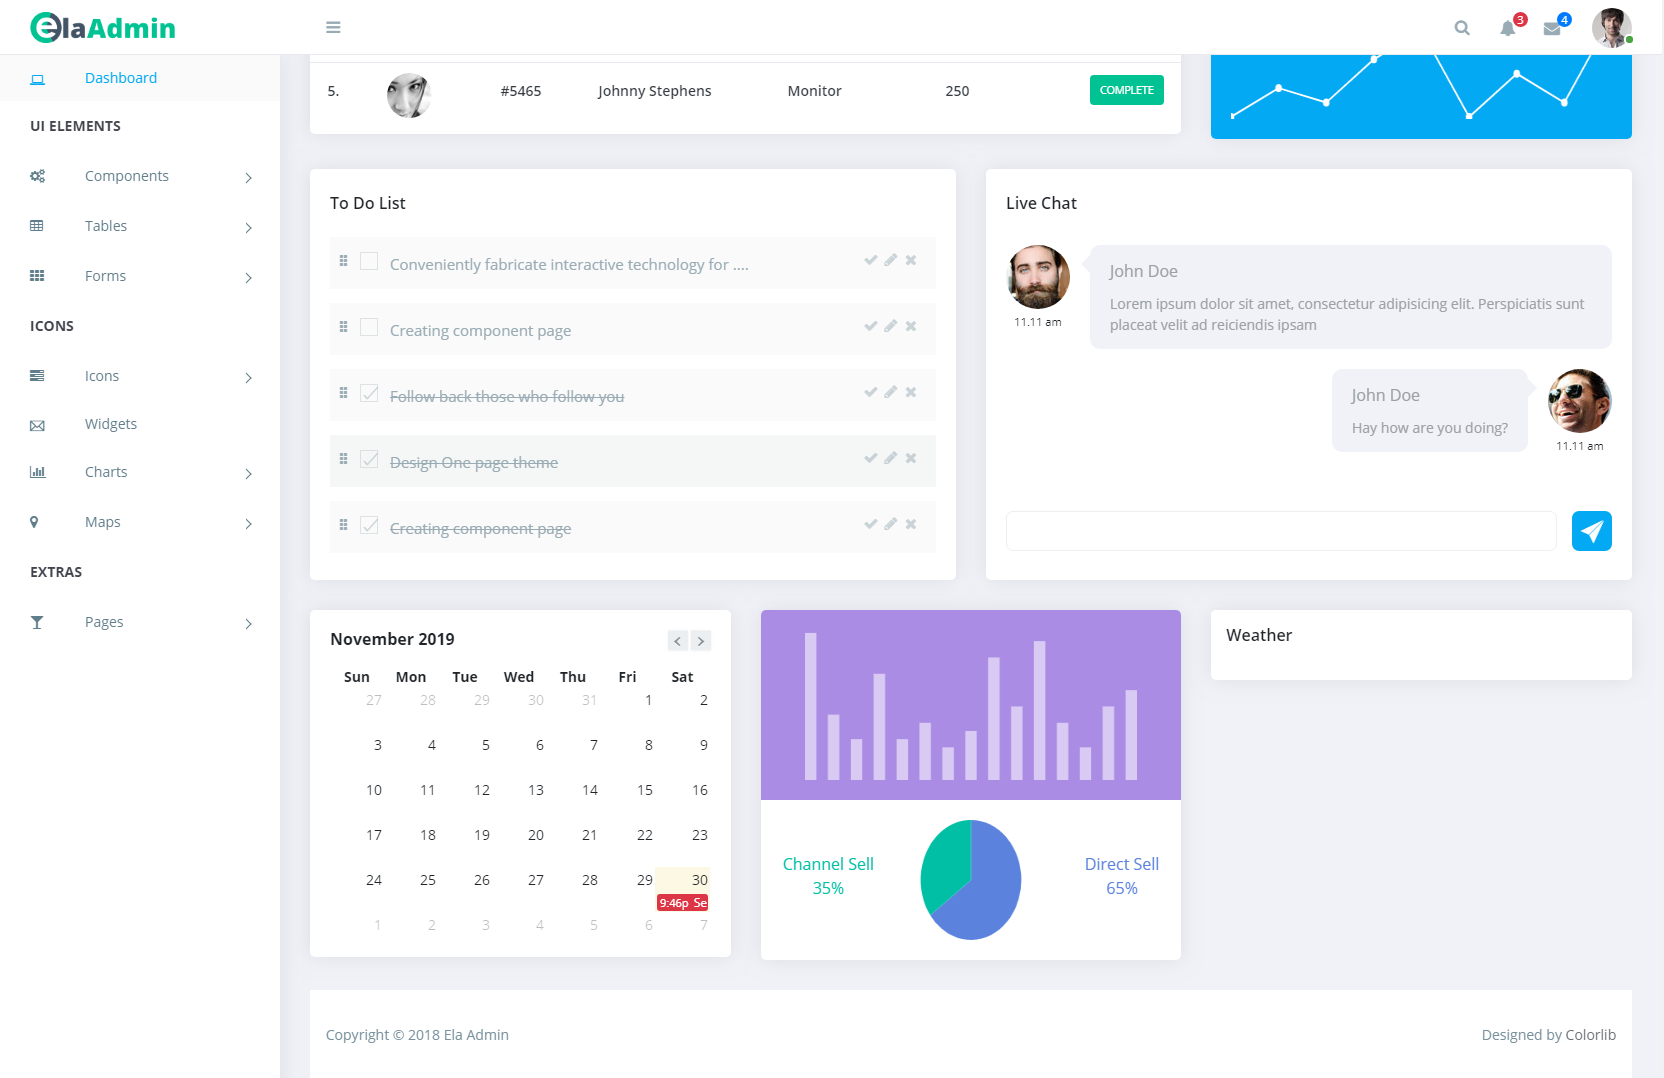 elaAdmin
3
4
Dashboard
UI ELEMENTS
Components
Tables
Forms
ICONS
Icons
Widgets
Charts
Maps
EXTRAS
Pages
5. #5465 Johnny Stephens Monitor 250 COMPLETE
To Do List
Conveniently fabricate interactive technology for ....
Creating component page
Follow back those who follow you
Design One page theme
Creating component page
Live Chat
John Doe
Lorem ipsum dolor sit amet, consectetur adipisicing elit. Perspiciatis sunt
placeat velit ad reiciendis ipsam
11.11 am
John Doe
Hay how are you doing?
11.11 am
November 2019
Sun Mon Tue Wed Thu Fri Sat
27 28 29 30 31 1 2
3 4 5 6 7 8 9
10 11 12 13 14 15 16
17 18 19 20 21 22 23
24 25 26 27 28 29 30
9:46p Se
1 2 3 4 5 6 7
Channel Sell
35%
Direct Sell
65%
Weather
Copyright © 2018 Ela Admin
Designed by Colorlib